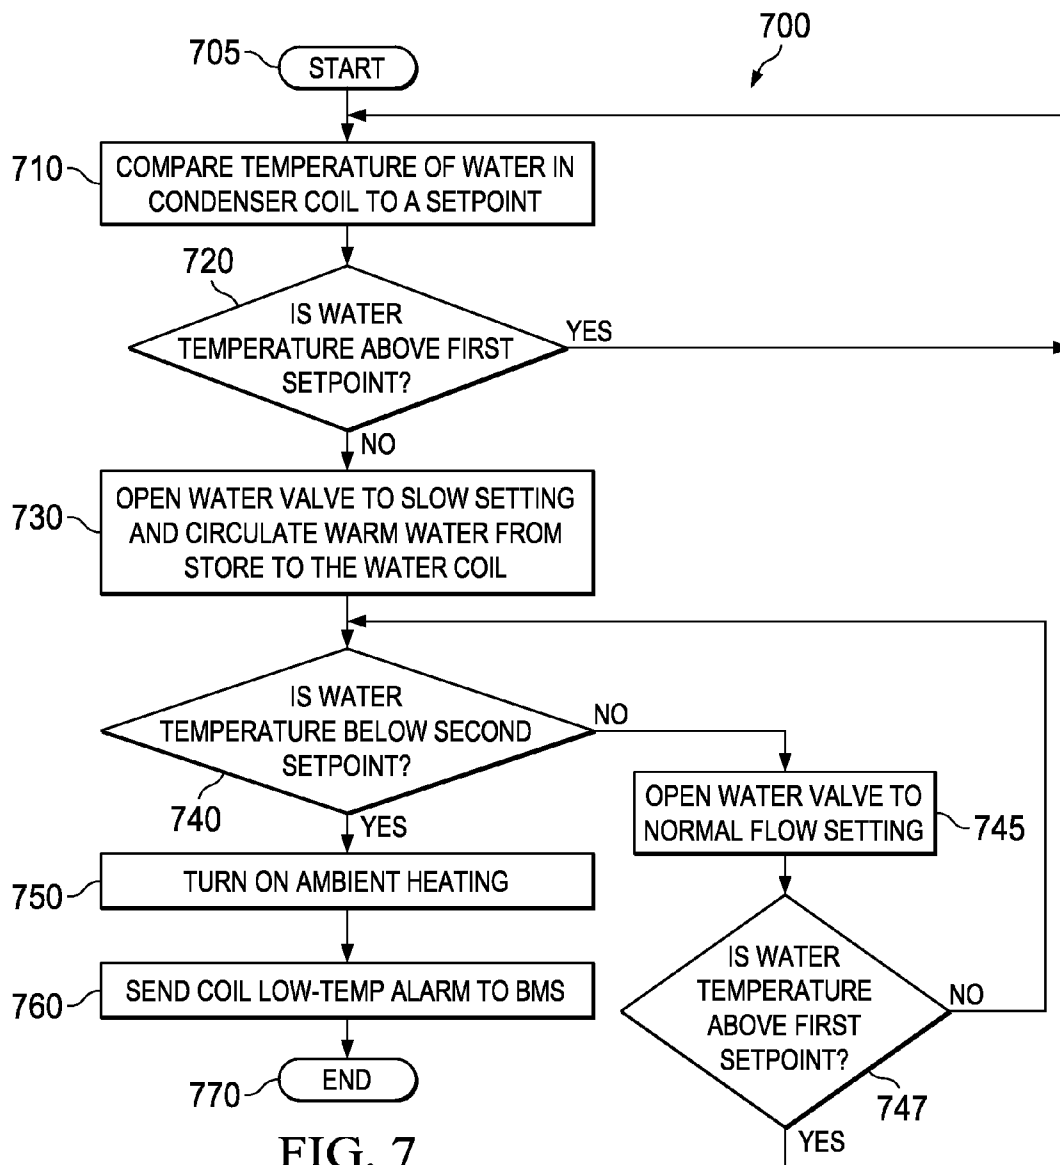 700
705
START
710
COMPARE TEMPERATURE OF WATER IN
CONDENSER COIL TO A SETPOINT
720
IS WATER
TEMPERATURE ABOVE FIRST
SETPOINT?
YES
NO
730
OPEN WATER VALVE TO SLOW SETTING
AND CIRCULATE WARM WATER FROM
STORE TO THE WATER COIL
IS WATER
TEMPERATURE BELOW SECOND
SETPOINT?
NO
740
YES
OPEN WATER VALVE TO
NORMAL FLOW SETTING
745
750
TURN ON AMBIENT HEATING
760
SEND COIL LOW-TEMP ALARM TO BMS
IS WATER
TEMPERATURE
ABOVE FIRST
SETPOINT?
NO
747
YES
770
END
FIG. 7